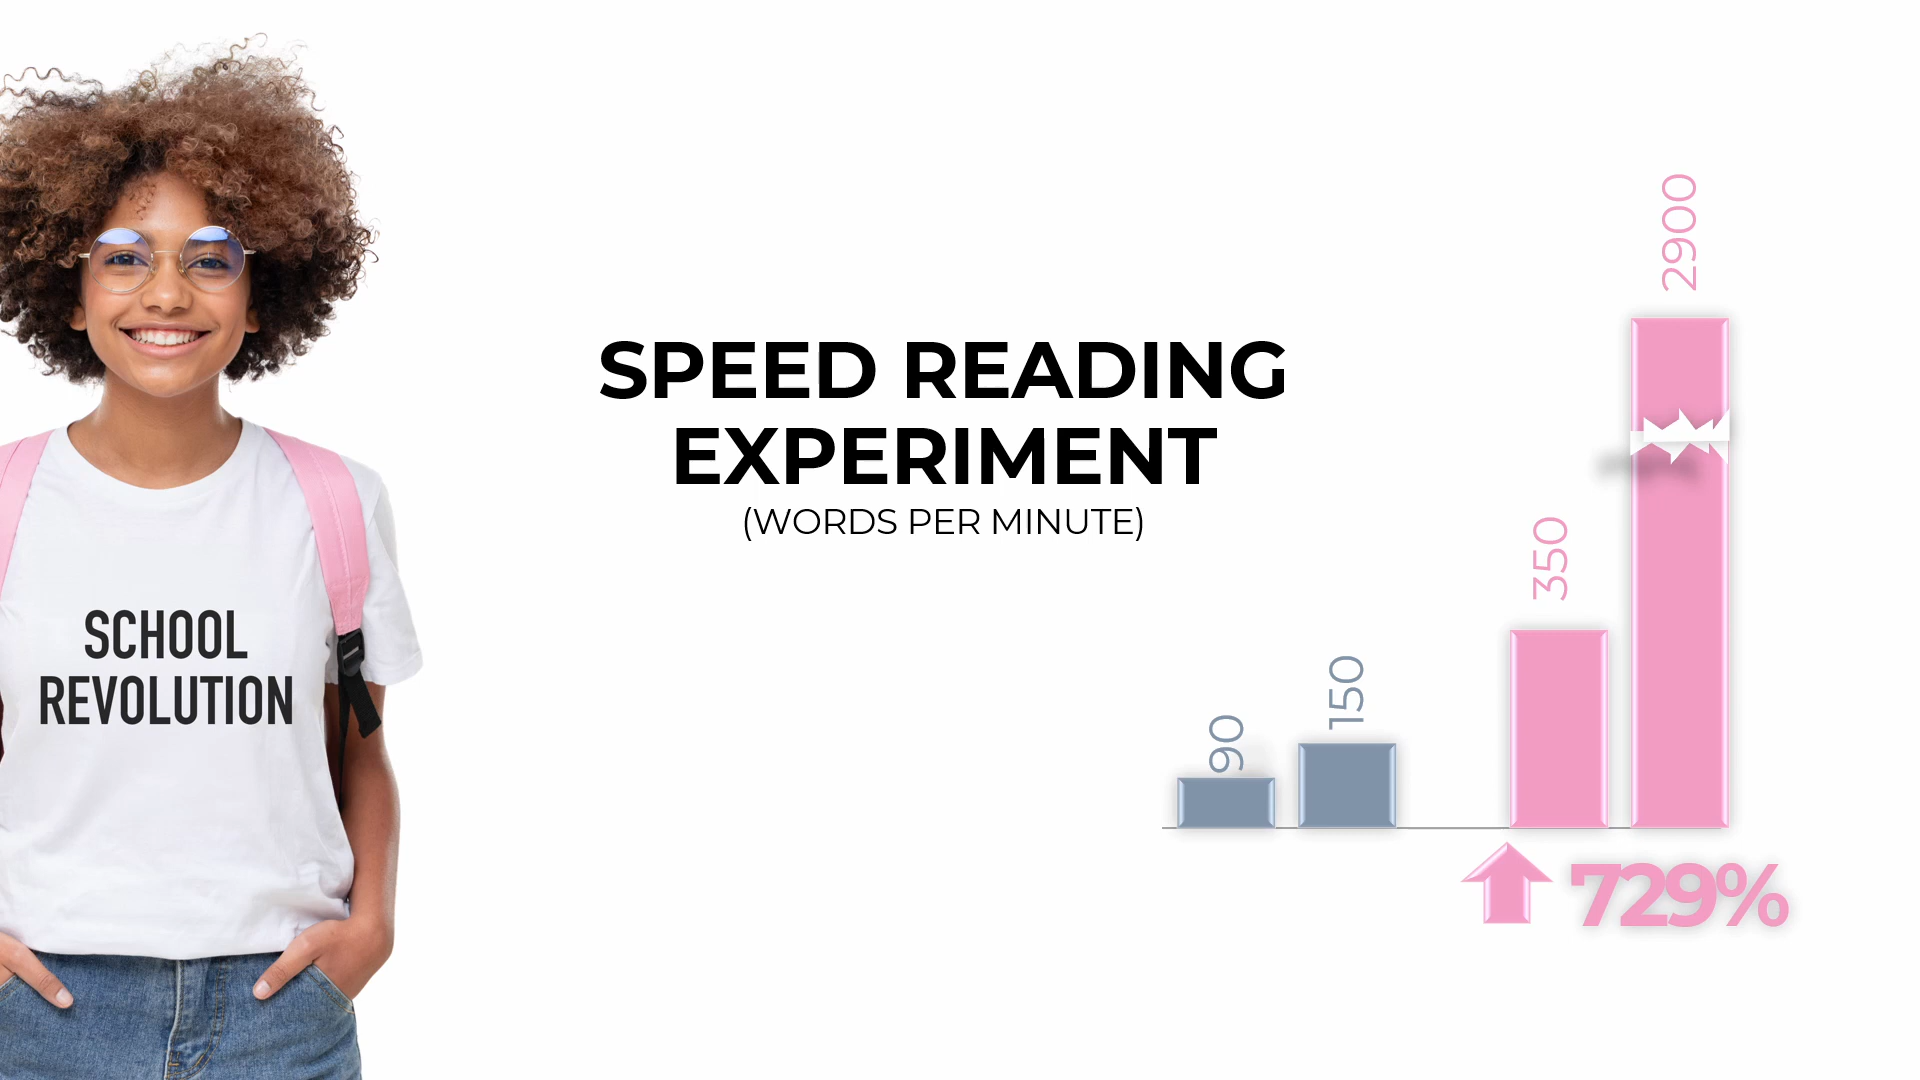 SPEED READING
EXPERIMENT
(WORDS PER MINUTE)
SCHOOL
REVOLUTION
90
150
350
2900
729%